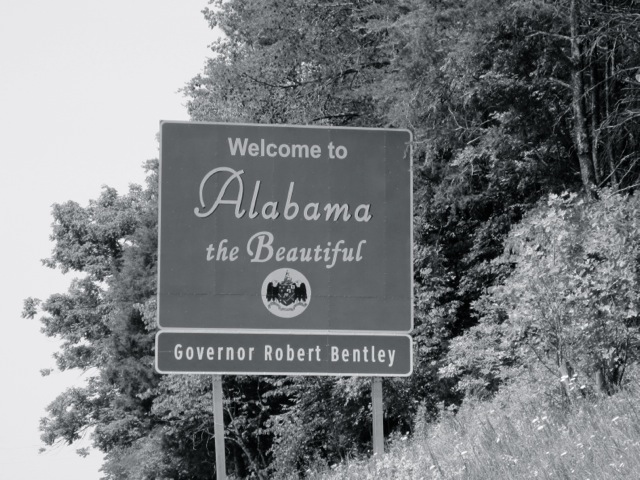 Welcome to
Alabama
the Beautiful
Governor Robert Bentley